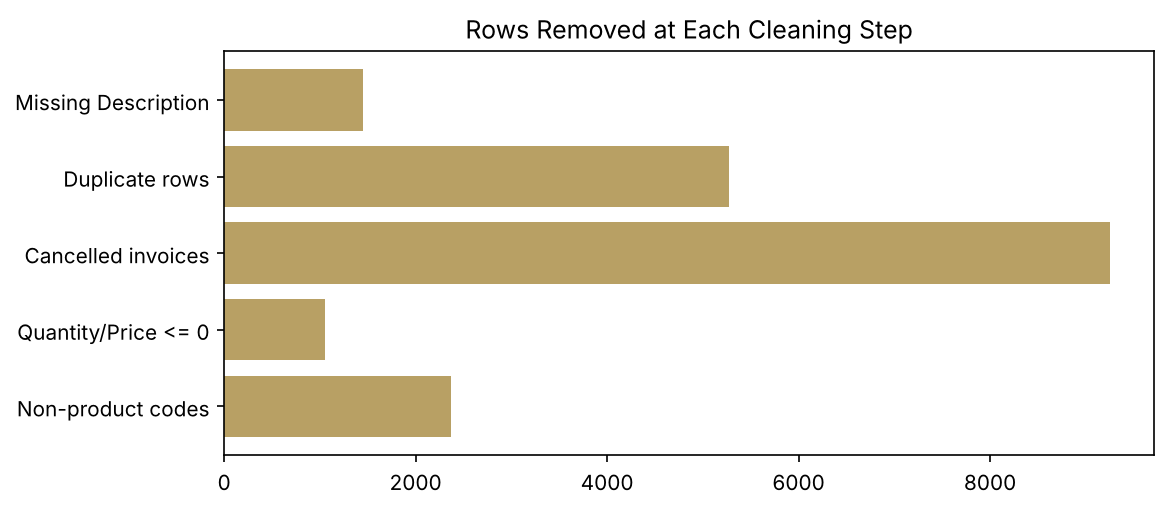 Rows Removed at Each Cleaning Step
Missing Description
Duplicate rows
Cancelled invoices
Quantity/Price <= 0
Non-product codes
0 2000 4000 6000 8000